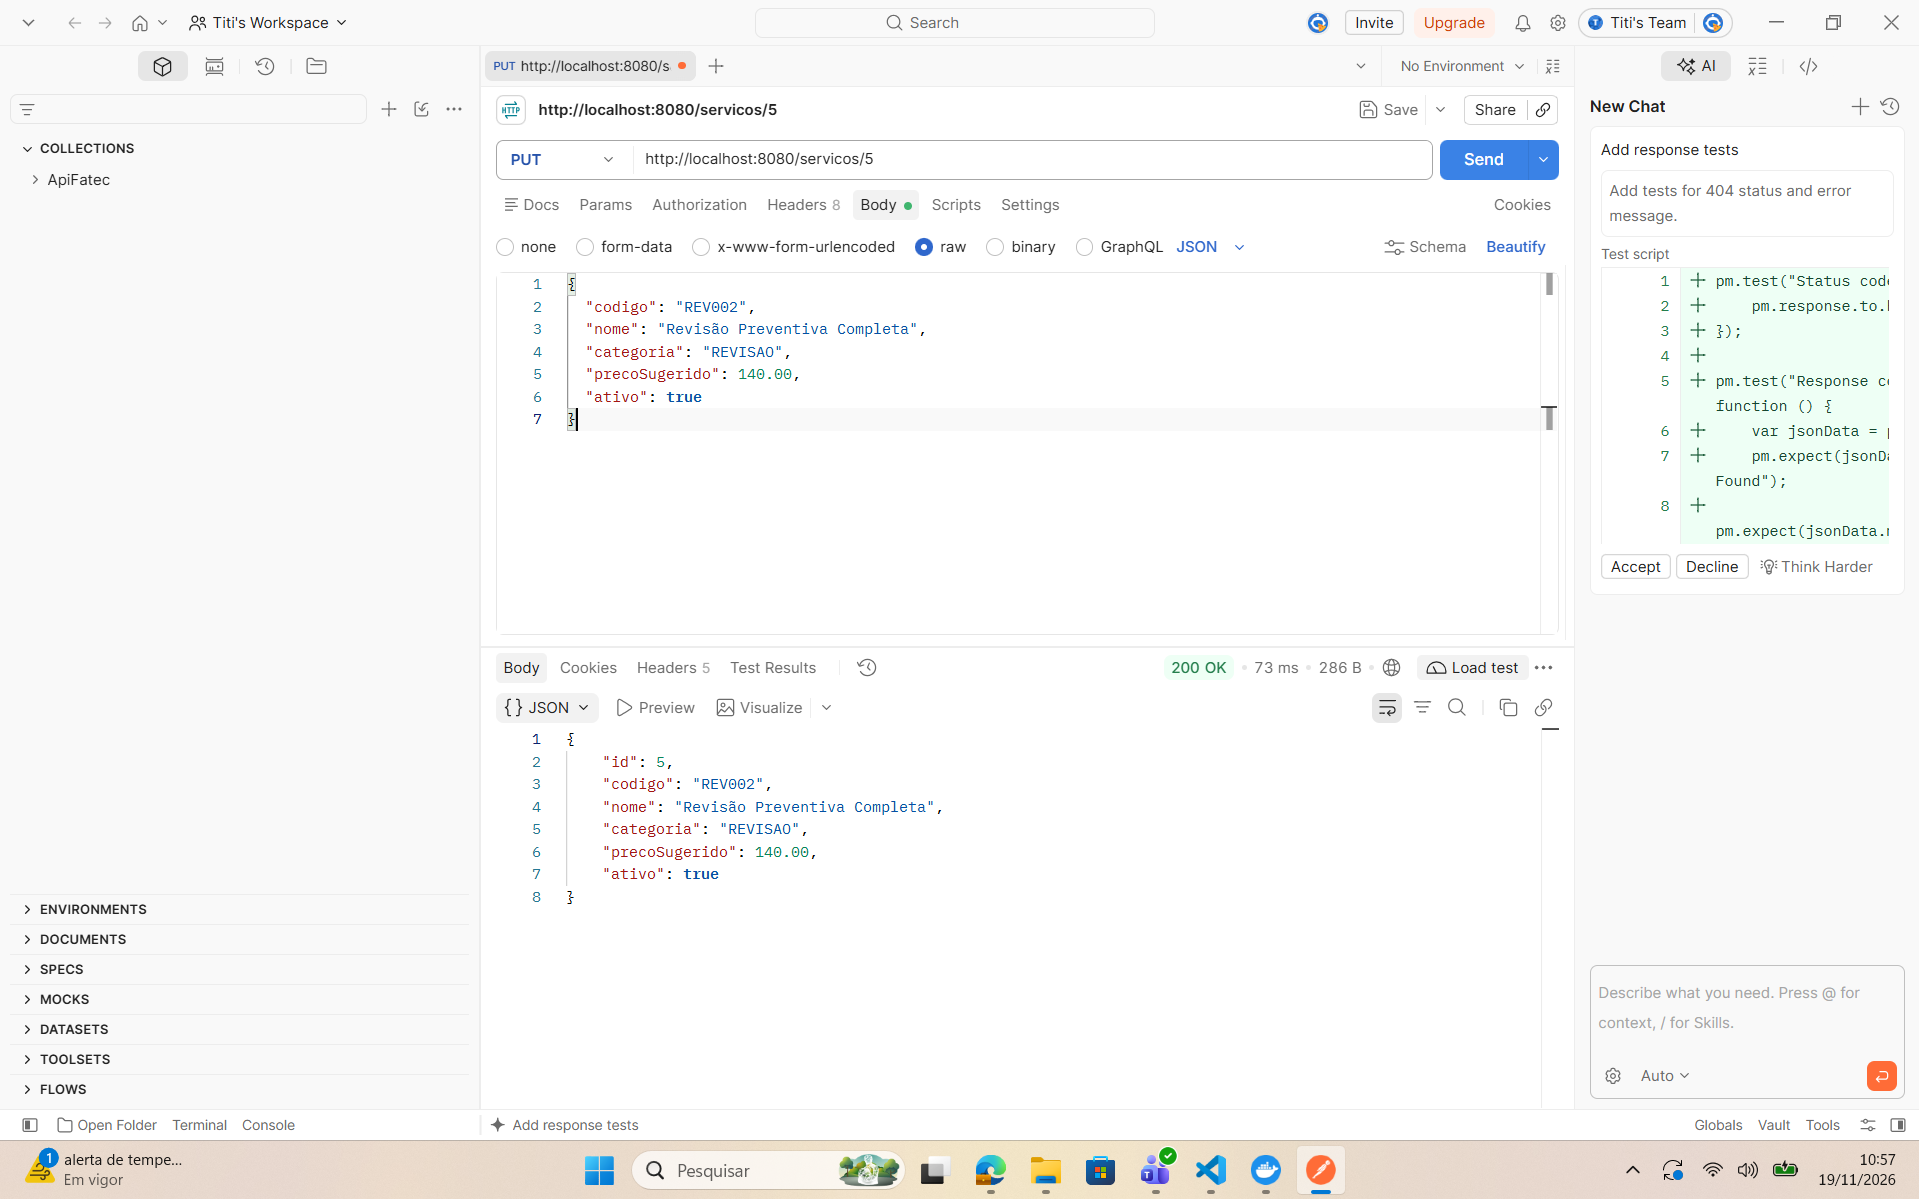 Titi's Workspace
Search
Invite
Upgrade
Titi's Team
COLLECTIONS
ApiFatec
PUT http://localhost:8080/s
No Environment
HTTP
http://localhost:8080/servicos/5
Save
Share
PUT
http://localhost:8080/servicos/5
Send
Docs
Params
Authorization
Headers 8
Body
Scripts
Settings
Cookies
none
form-data
x-www-form-urlencoded
raw
binary
GraphQL
JSON
Schema
Beautify
1 {
2 "codigo": "REV002",
3 "nome": "Revisão Preventiva Completa",
4 "categoria": "REVISAO",
5 "precoSugerido": 140.00,
6 "ativo": true
7 }
Body
Cookies
Headers 5
Test Results
200 OK
73 ms
286 B
Load test
{} JSON
Preview
Visualize
1 {
2 "id": 5,
3 "codigo": "REV002",
4 "nome": "Revisão Preventiva Completa",
5 "categoria": "REVISAO",
6 "precoSugerido": 140.00,
7 "ativo": true
8 }
AI
New Chat
Add response tests
Add tests for 404 status and error
message.
Test script
1 + pm.test("Status cod
2 + pm.response.to.
3 + });
4 +
5 + pm.test("Response c
function () {
6 + var jsonData =
7 + pm.expect(jsonD
Found");
8 +
pm.expect(jsonData.
Accept
Decline
Think Harder
Describe what you need. Press @ for
context, / for Skills.
Auto
ENVIRONMENTS
DOCUMENTS
SPECS
MOCKS
DATASETS
TOOLSETS
FLOWS
Open Folder
Terminal
Console
Add response tests
Globals
Vault
Tools
1
alerta de tempe...
Em vigor
Pesquisar
10:57
19/11/2026